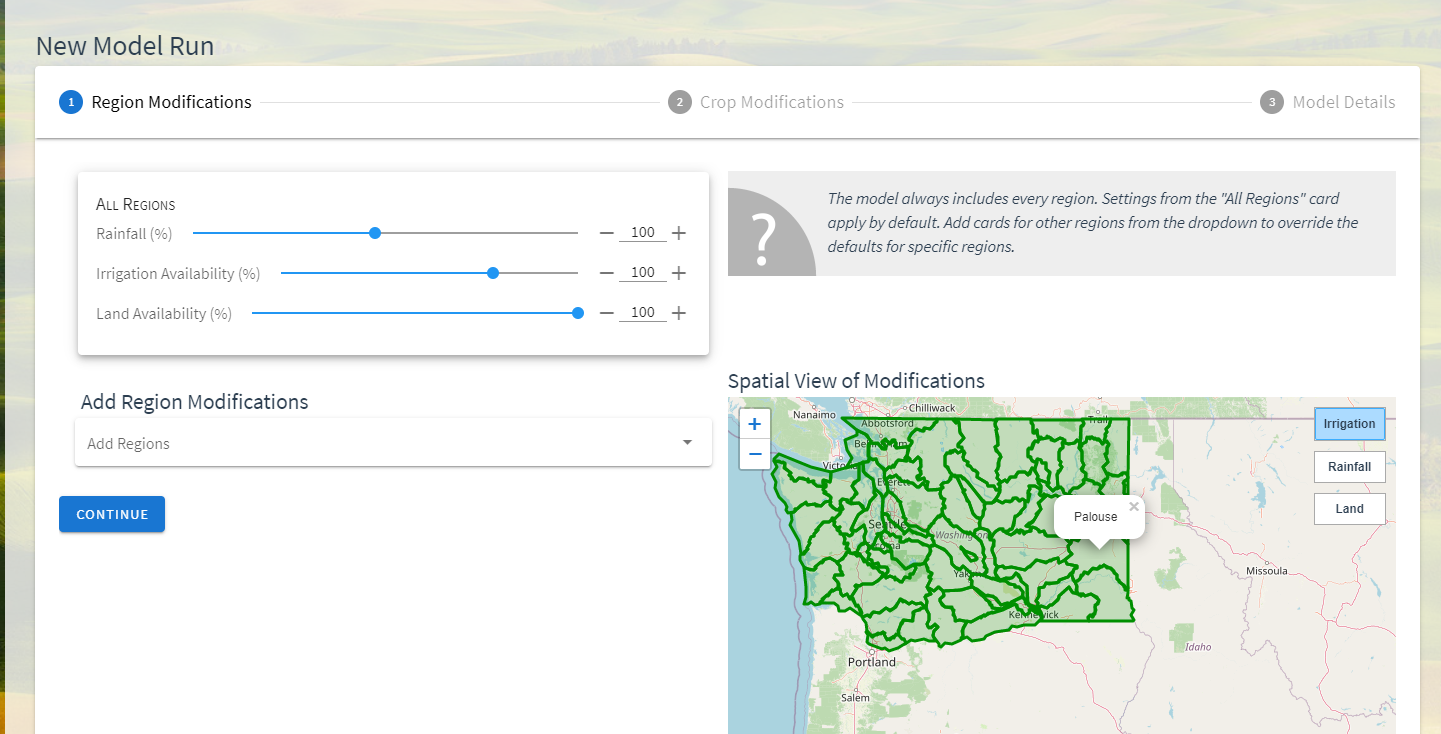 New Model Run
1 Region Modifications
2 Crop Modifications
3 Model Details
All Regions
Rainfall (%)
100
Irrigation Availability (%)
100
Land Availability (%)
100
?
The model always includes every region. Settings from the "All Regions" card
apply by default. Add cards for other regions from the dropdown to override the
defaults for specific regions.
Add Region Modifications
Add Regions
CONTINUE
Spatial View of Modifications
+
−
Irrigation
Rainfall
Land
Nanaimo
Chilliwack
Abbotsford
Trail
Everett
Palouse
×
Seattle
Washington
Missoula
Kennewick
Idaho
Portland
Salem